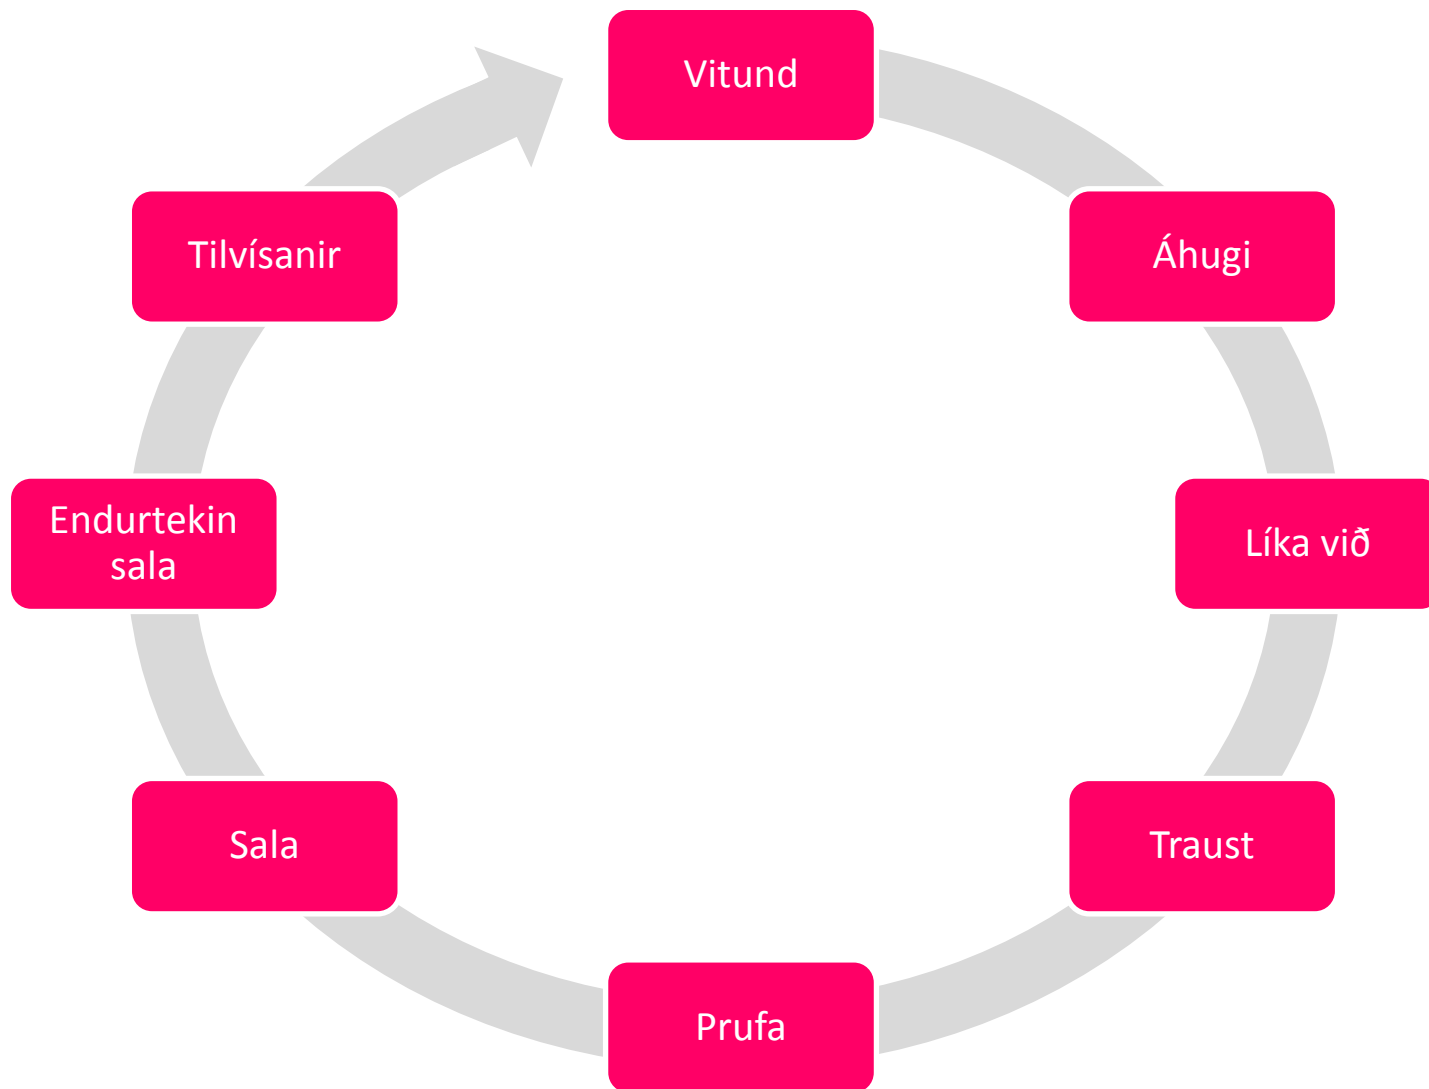 Vitund
Áhugi
Líka við
Traust
Prufa
Sala
Endurtekin
sala
Tilvísanir